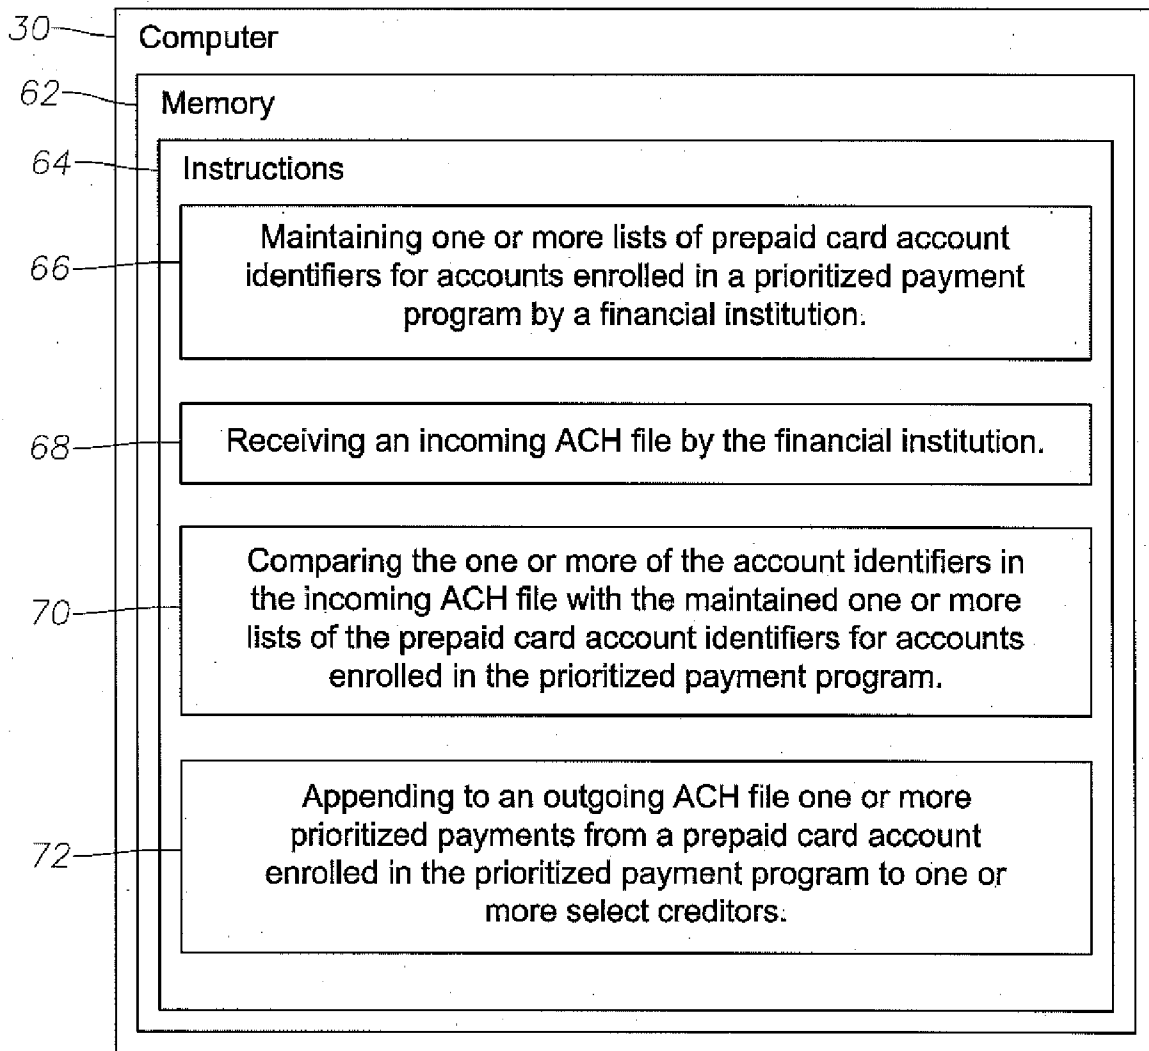 30
Computer
62
Memory
64
Instructions
66
Maintaining one or more lists of prepaid card account
identifiers for accounts enrolled in a prioritized payment
program by a financial institution.
68
Receiving an incoming ACH file by the financial institution.
70
Comparing the one or more of the account identifiers in
the incoming ACH file with the maintained one or more
lists of the prepaid card account identifiers for accounts
enrolled in the prioritized payment program.
72
Appending to an outgoing ACH file one or more
prioritized payments from a prepaid card account
enrolled in the prioritized payment program to one or
more select creditors.